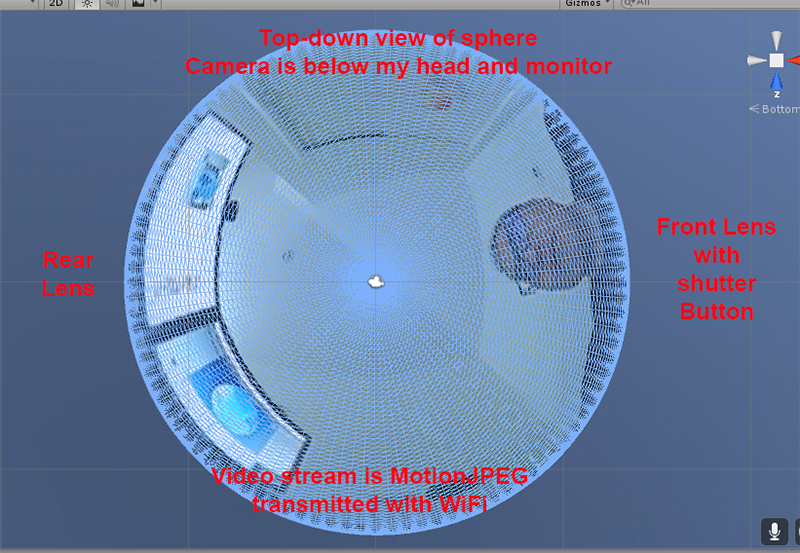 2D
Gizmos
All
Top-down view of sphere
Camera is below my head and monitor
z
Bottom
Rear
Lens
Front Lens
with
shutter
Button
Video stream is MotionJPEG
transmitted with WiFi